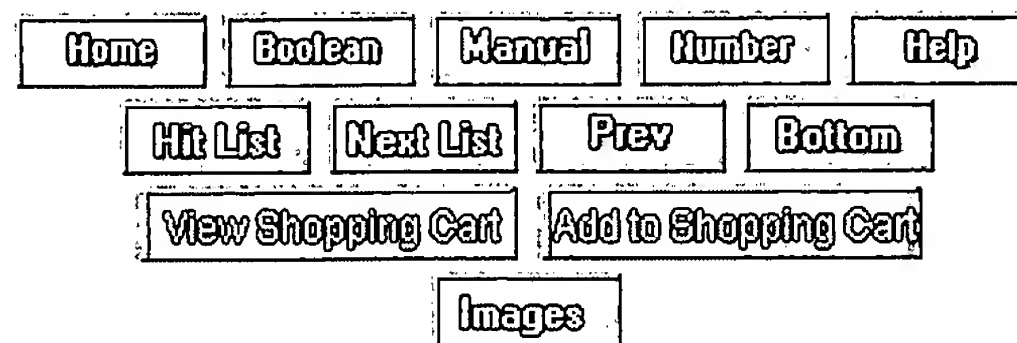 Home Boolean Manual Number Help
Hit List Next List Prev Bottom
View Shopping Cart Add to Shopping Cart
Images